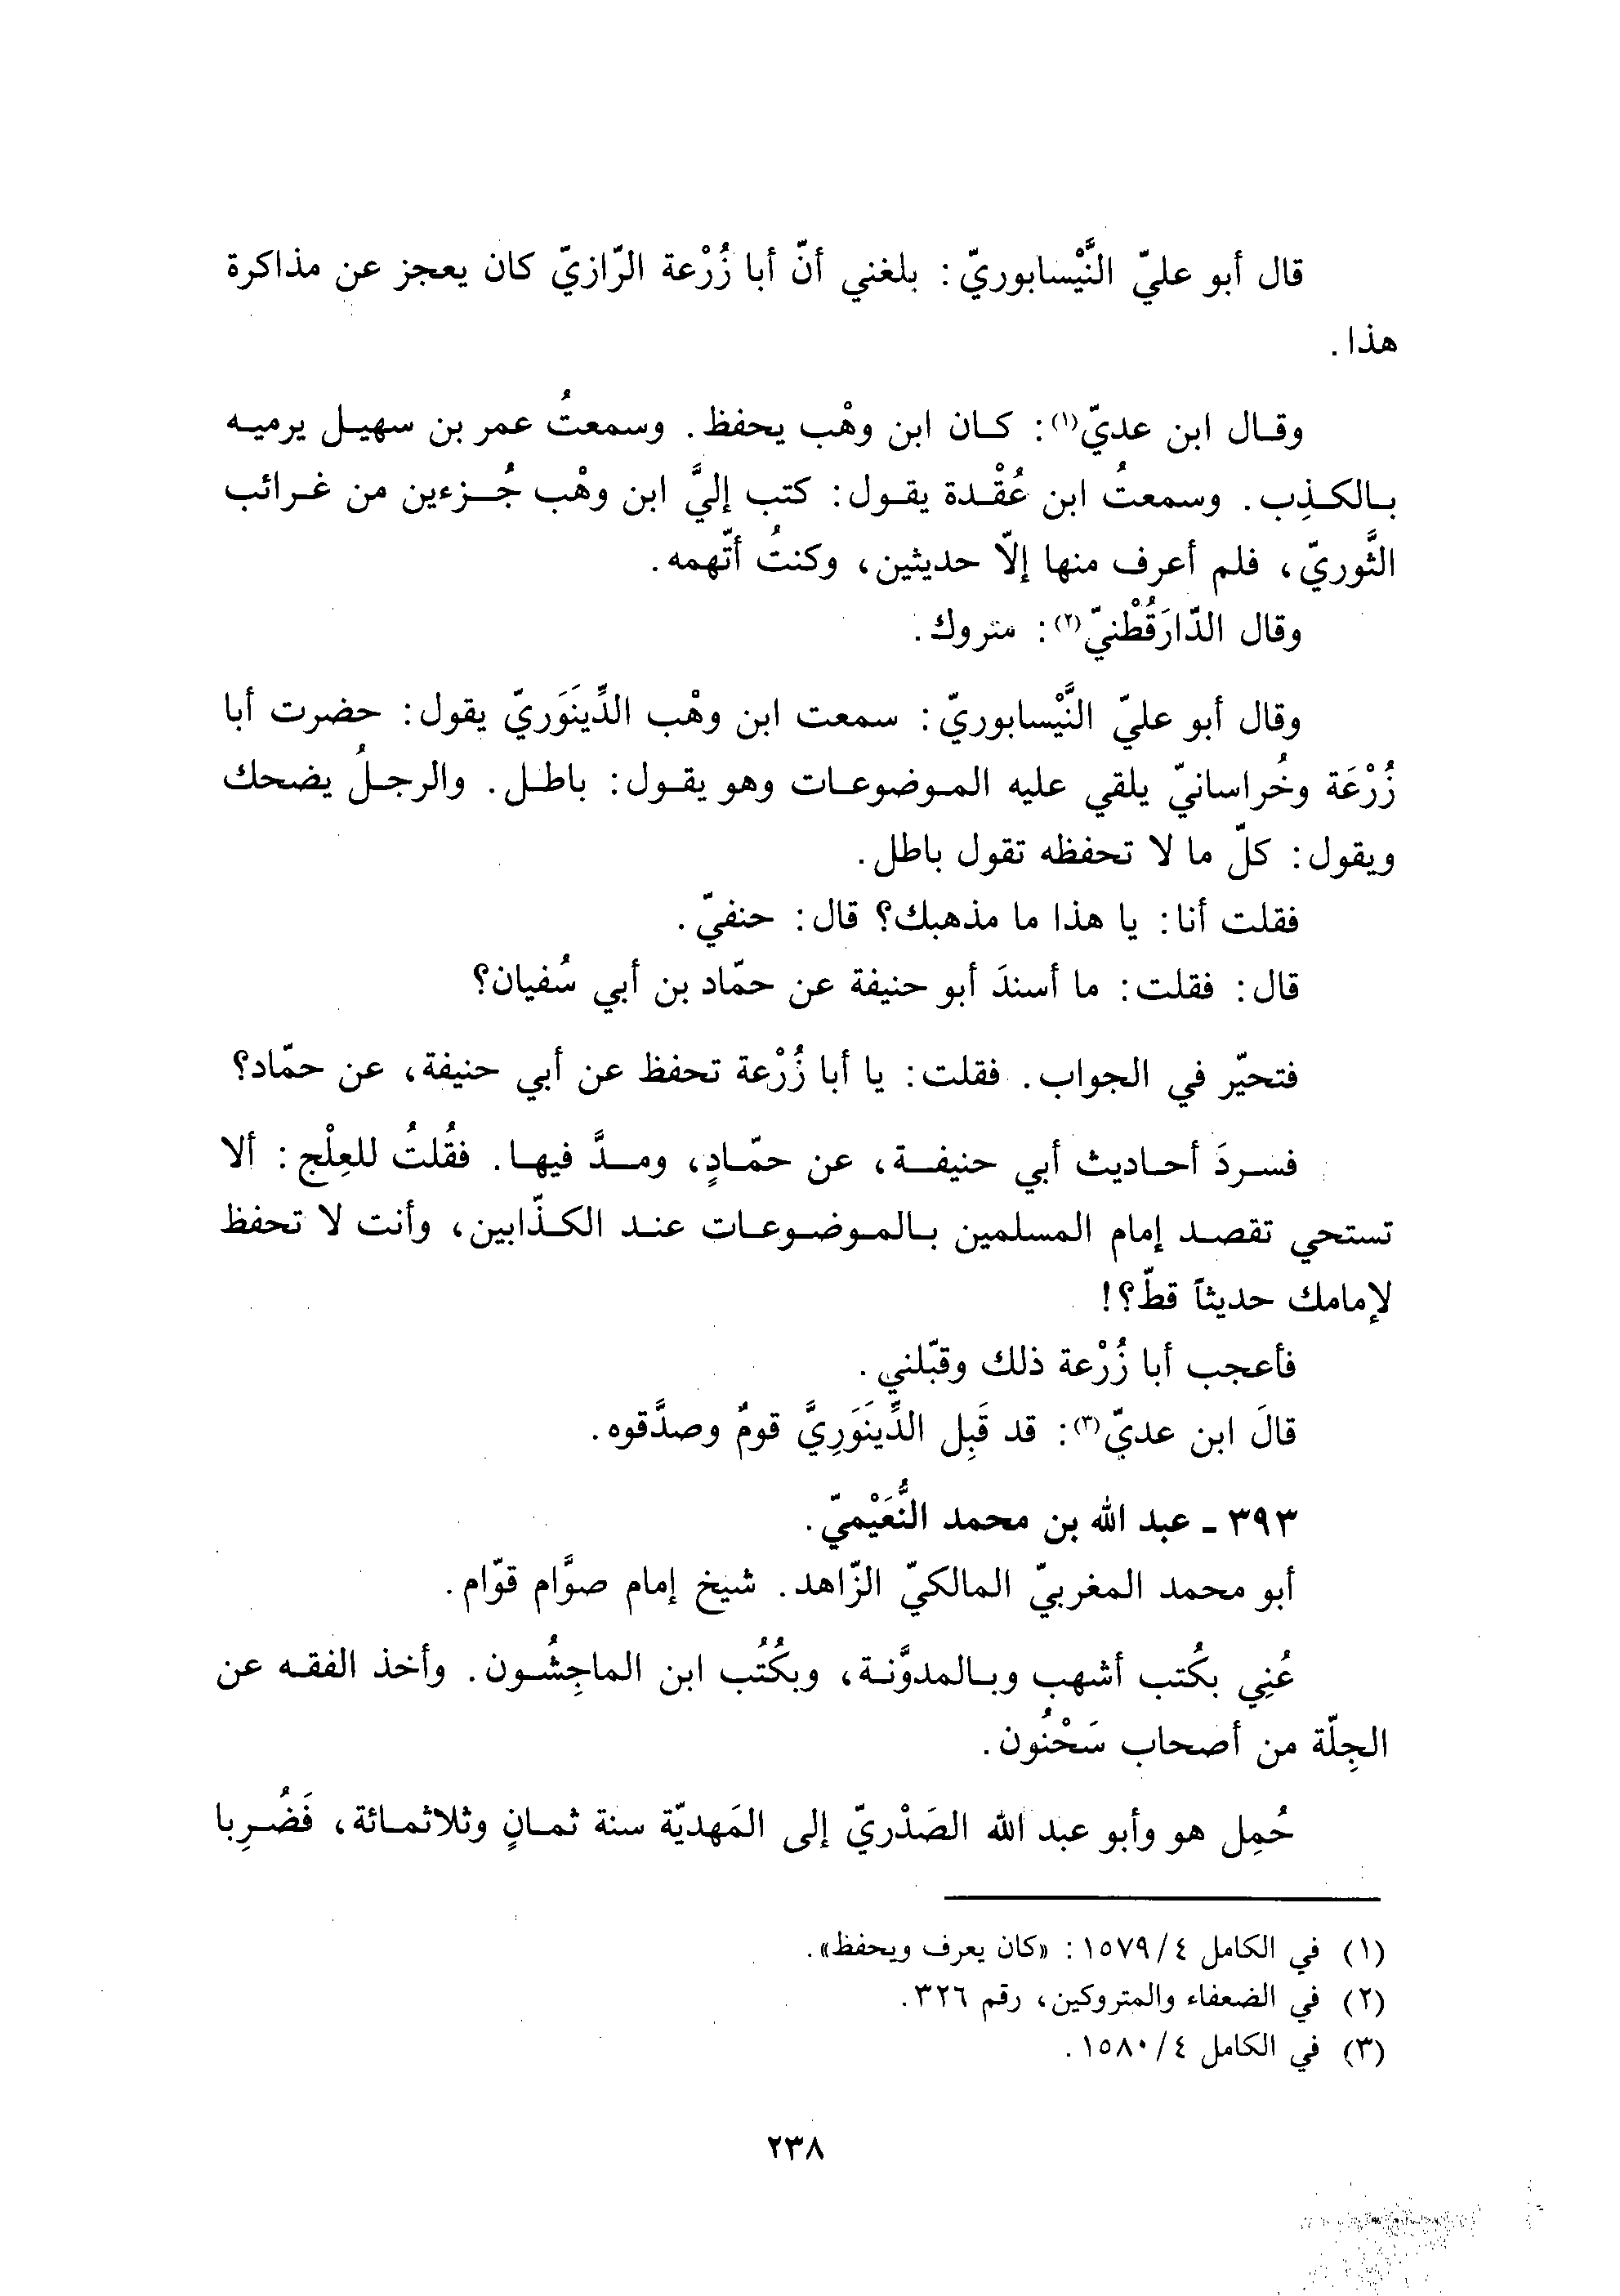 قال أبو عليّ النَّيْسابوريّ: بلغني أنّ أبا زُرْعة الرّازيّ كان يعجز عن مذاكرة
هذا.
وقال ابن عديّ(١): كان ابن وهْب يحفظ. وسمعتُ عمر بن سهيل يرميه
بالكذِب. وسمعتُ ابن عُقْدة يقول: كتب إليَّ ابن وهْب جُزءين من غرائب
الثَّوريّ، فلم أعرف منها إلّا حديثين، وكنتُ أتّهمه.
وقال الدّارَقُطْنيّ(٢): متروك.
وقال أبو عليّ النَّيْسابوريّ: سمعت ابن وهْب الدِّينَوَريّ يقول: حضرت أبا
زُرْعَة وخُراسانيّ يلقي عليه الموضوعات وهو يقول: باطل. والرجلُ يضحك
ويقول: كلّ ما لا تحفظه تقول باطل.
فقلت أنا: يا هذا ما مذهبك؟ قال: حنفيّ.
قال: فقلت: ما أسندَ أبو حنيفة عن حمّاد بن أبي سُفيان؟
فتحيّر في الجواب. فقلت: يا أبا زُرْعة تحفظ عن أبي حنيفة، عن حمّاد؟
فسردَ أحاديث أبي حنيفة، عن حمّادٍ، ومدَّ فيها. فقُلتُ للعِلْج: ألا
تستحي تقصد إمام المسلمين بالموضوعات عند الكذّابين، وأنت لا تحفظ
لإمامك حديثاً قطّ؟!
فأعجب أبا زُرْعة ذلك وقبّلني.
قالَ ابن عديّ(٣): قد قَبِل الدِّينَوَرِيَّ قومٌ وصدَّقوه.
٣٩٣ ـ عبد الله بن محمد النُّعَيْميّ.
أبو محمد المغربيّ المالكيّ الزّاهد. شيخ إمام صوَّام قوّام.
عُنِي بكُتب أشهب وبالمدوَّنة، وبكُتُب ابن الماجِشُون. وأخذ الفقه عن
الجِلّة من أصحاب سَحْنُون.
حُمِل هو وأبو عبد الله الصَدْريّ إلى المَهديّة سنة ثمانٍ وثلاثمائة، فَضُرِبا
(١) في الكامل ١٥٧٩/٤: «كان يعرف ويحفظ».
(٢) في الضعفاء والمتروكين، رقم ٣٢٦.
(٣) في الكامل ١٥٨٠/٤.
٢٣٨